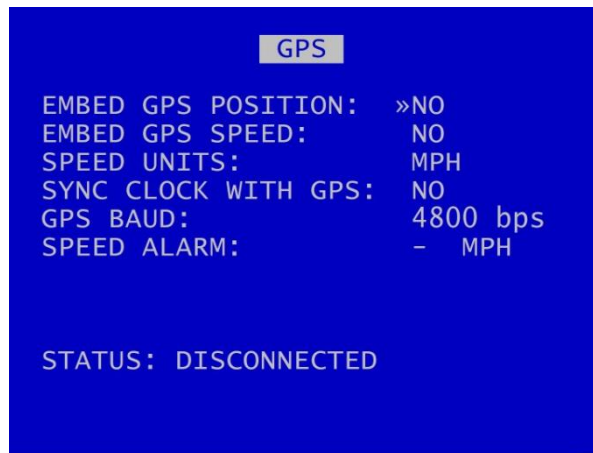 GPS
EMBED GPS POSITION: »NO
EMBED GPS SPEED: NO
SPEED UNITS: MPH
SYNC CLOCK WITH GPS: NO
GPS BAUD: 4800 bps
SPEED ALARM: - MPH
STATUS: DISCONNECTED